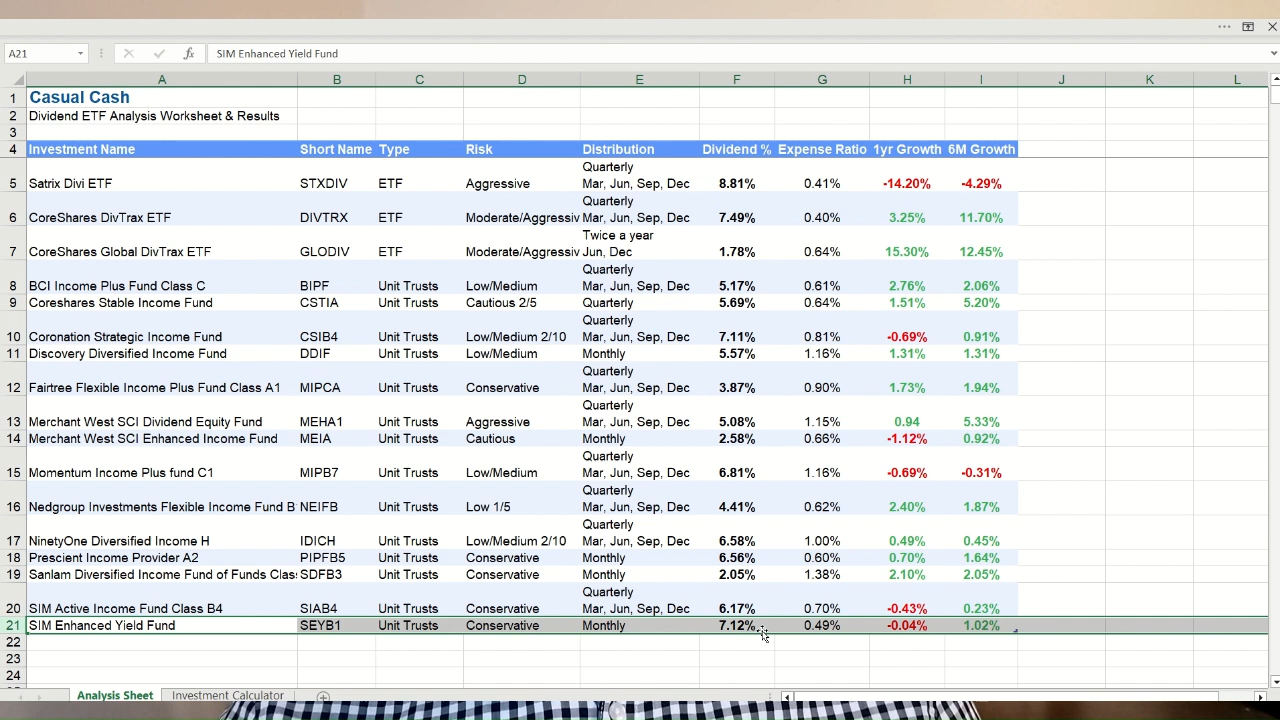 A21
fx
SIM Enhanced Yield Fund
A B C D E F G H I J K L
1 Casual Cash
2 Dividend ETF Analysis Worksheet & Results
3
4 Investment Name Short Name Type Risk Distribution Dividend % Expense Ratio 1yr Growth 6M Growth
Quarterly
5 Satrix Divi ETF STXDIV ETF Aggressive Mar, Jun, Sep, Dec 8.81% 0.41% -14.20% -4.29%
Quarterly
6 CoreShares DivTrax ETF DIVTRX ETF Moderate/Aggressiv Mar, Jun, Sep, Dec 7.49% 0.40% 3.25% 11.70%
Twice a year
7 CoreShares Global DivTrax ETF GLODIV ETF Moderate/Aggressiv Jun, Dec 1.78% 0.64% 15.30% 12.45%
Quarterly
8 BCI Income Plus Fund Class C BIPF Unit Trusts Low/Medium Mar, Jun, Sep, Dec 5.17% 0.61% 2.76% 2.06%
9 Coreshares Stable Income Fund CSTIA Unit Trusts Cautious 2/5 Quarterly 5.69% 0.64% 1.51% 5.20%
Quarterly
10 Coronation Strategic Income Fund CSIB4 Unit Trusts Low/Medium 2/10 Mar, Jun, Sep, Dec 7.11% 0.81% -0.69% 0.91%
11 Discovery Diversified Income Fund DDIF Unit Trusts Low/Medium Monthly 5.57% 1.16% 1.31% 1.31%
Quarterly
12 Fairtree Flexible Income Plus Fund Class A1 MIPCA Unit Trusts Conservative Mar, Jun, Sep, Dec 3.87% 0.90% 1.73% 1.94%
Quarterly
13 Merchant West SCI Dividend Equity Fund MEHA1 Unit Trusts Aggressive Mar, Jun, Sep, Dec 5.08% 1.15% 0.94 5.33%
14 Merchant West SCI Enhanced Income Fund MEIA Unit Trusts Cautious Monthly 2.58% 0.66% -1.12% 0.92%
Quarterly
15 Momentum Income Plus fund C1 MIPB7 Unit Trusts Low/Medium Mar, Jun, Sep, Dec 6.81% 1.16% -0.69% -0.31%
Quarterly
16 Nedgroup Investments Flexible Income Fund B NEIFB Unit Trusts Low 1/5 Mar, Jun, Sep, Dec 4.41% 0.62% 2.40% 1.87%
Quarterly
17 NinetyOne Diversified Income H IDICH Unit Trusts Low/Medium 2/10 Mar, Jun, Sep, Dec 6.58% 1.00% 0.49% 0.45%
18 Prescient Income Provider A2 PIPFB5 Unit Trusts Conservative Monthly 6.56% 0.60% 0.70% 1.64%
19 Sanlam Diversified Income Fund of Funds Clas SDFB3 Unit Trusts Conservative Monthly 2.05% 1.38% 2.10% 2.05%
Quarterly
20 SIM Active Income Fund Class B4 SIAB4 Unit Trusts Conservative Mar, Jun, Sep, Dec 6.17% 0.70% -0.43% 0.23%
21 SIM Enhanced Yield Fund SEYB1 Unit Trusts Conservative Monthly 7.12% 0.49% -0.04% 1.02%
22
23
24
Analysis Sheet Investment Calculator